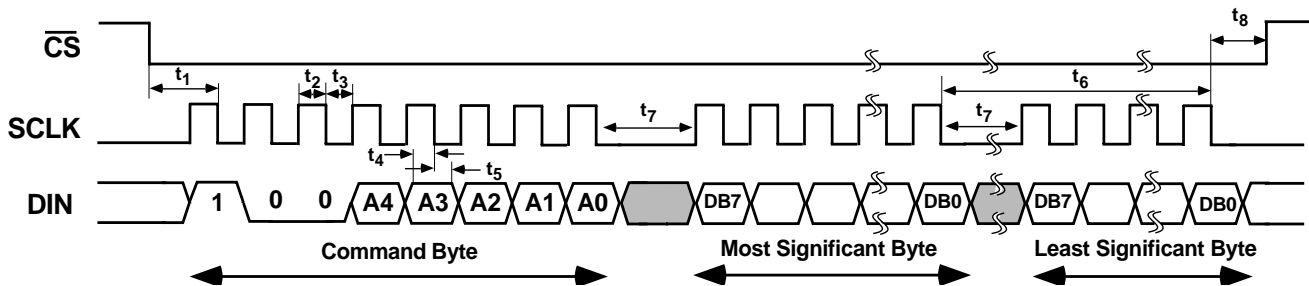 CS
t8
t1
t2
t3
t6
SCLK
t7
t7
t4
t5
DIN
1
0
0
A4
A3
A2
A1
A0
DB7
DB0
DB7
DB0
Command Byte
Most Significant Byte
Least Significant Byte